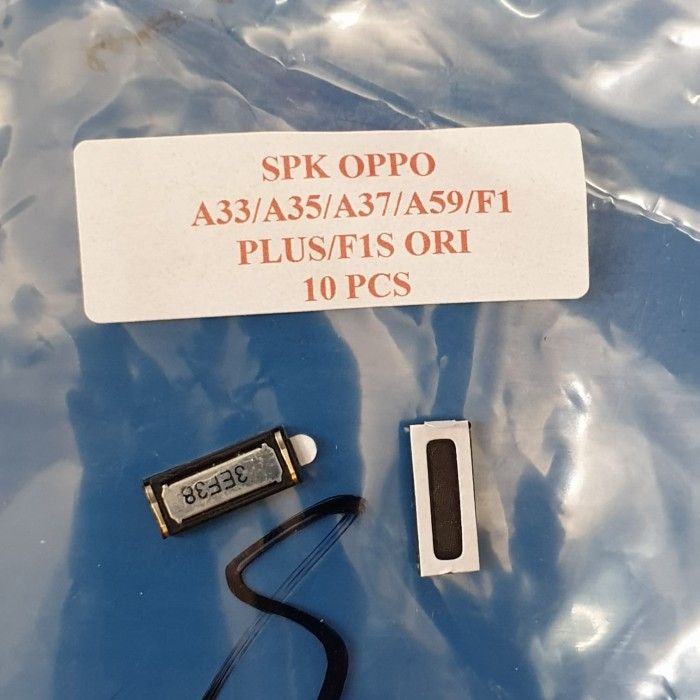 SPK OPPO
A33/A35/A37/A59/F1
PLUS/F1S ORI
10 PCS
3EF38